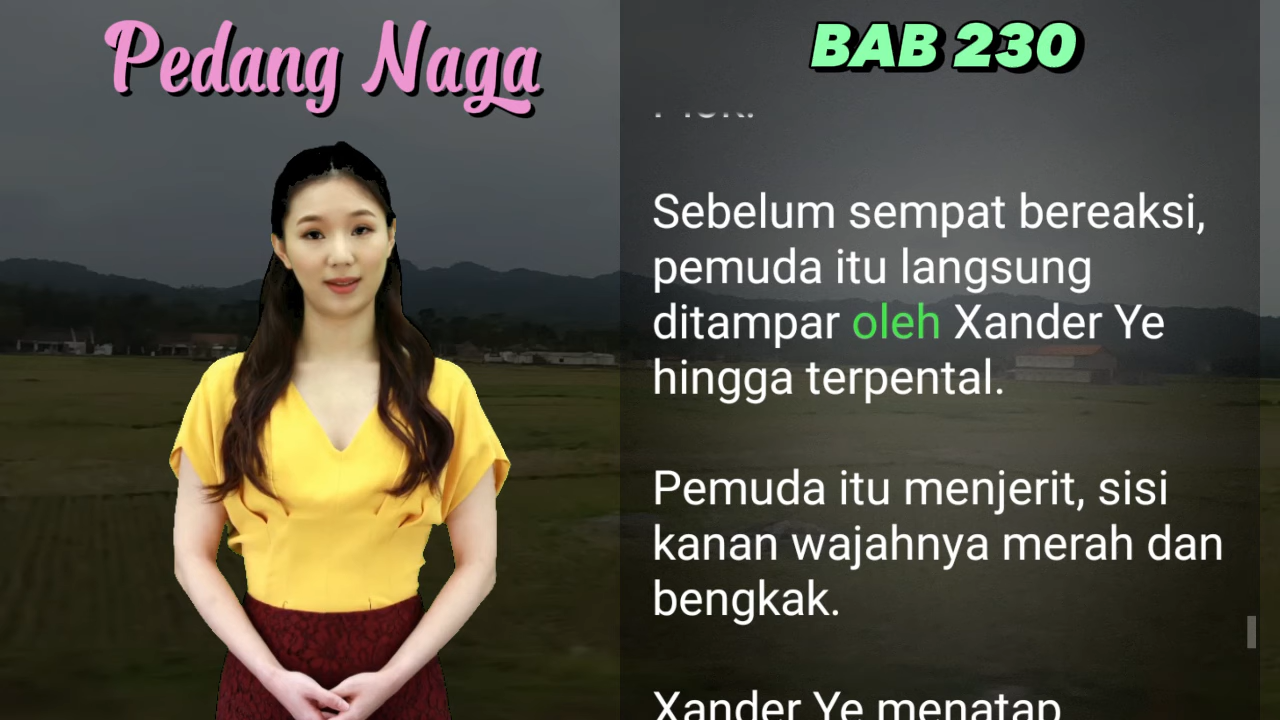 Pedang Naga
BAB 230
Sebelum sempat bereaksi,
pemuda itu langsung
ditampar oleh Xander Ye
hingga terpental.
Pemuda itu menjerit, sisi
kanan wajahnya merah dan
bengkak.
Xander Ye menatap